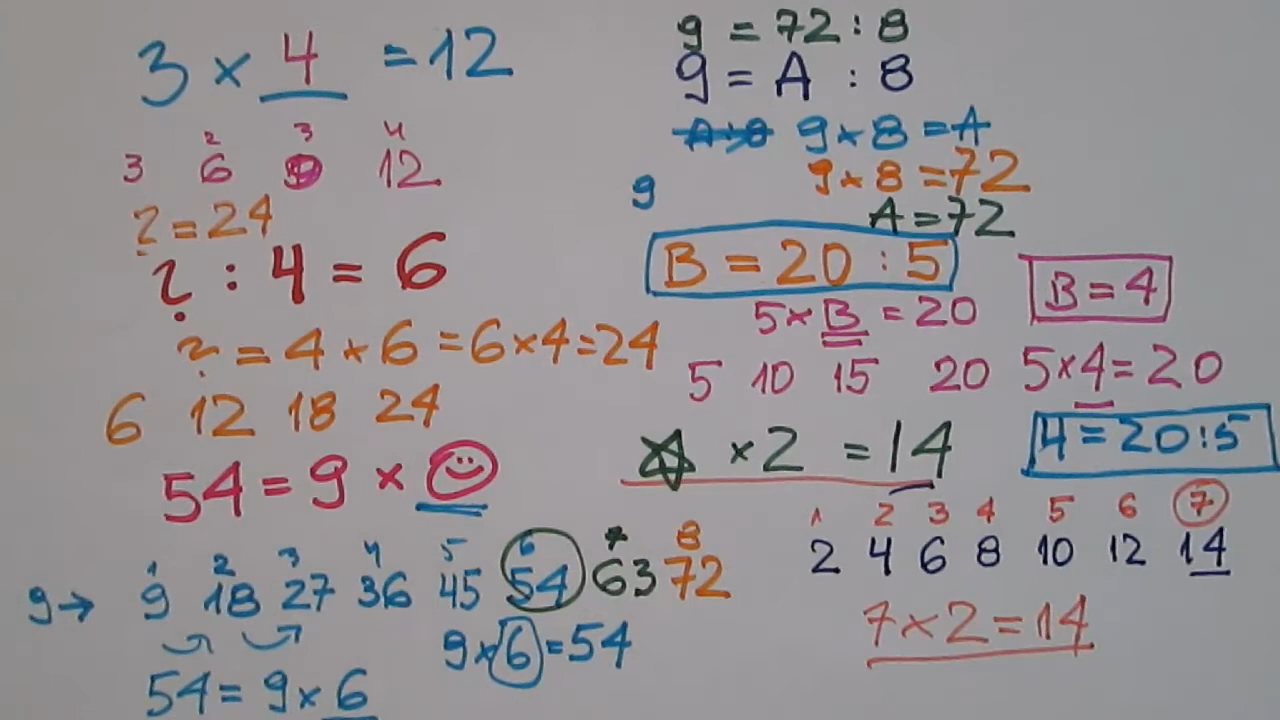 3 × 4 = 12
2 3 4
3 6 9 12
? = 24
? : 4 = 6
? = 4 × 6 = 6 × 4 = 24
6 12 18 24
54 = 9 × ☺
1 2 3 4 5 6 7 8
9 → 9 18 27 36 45 54 63 72
9 × 6 = 54
54 = 9 × 6
9 = 72 : 8
9 = A : 8
9 × 8 = A
9 × 8 = 72
9
A = 72
B = 20 : 5
5 × B = 20
B = 4
5 10 15 20
5 × 4 = 20
4 = 20 : 5
☆ × 2 = 14
1 2 3 4 5 6 7
2 4 6 8 10 12 14
7 × 2 = 14